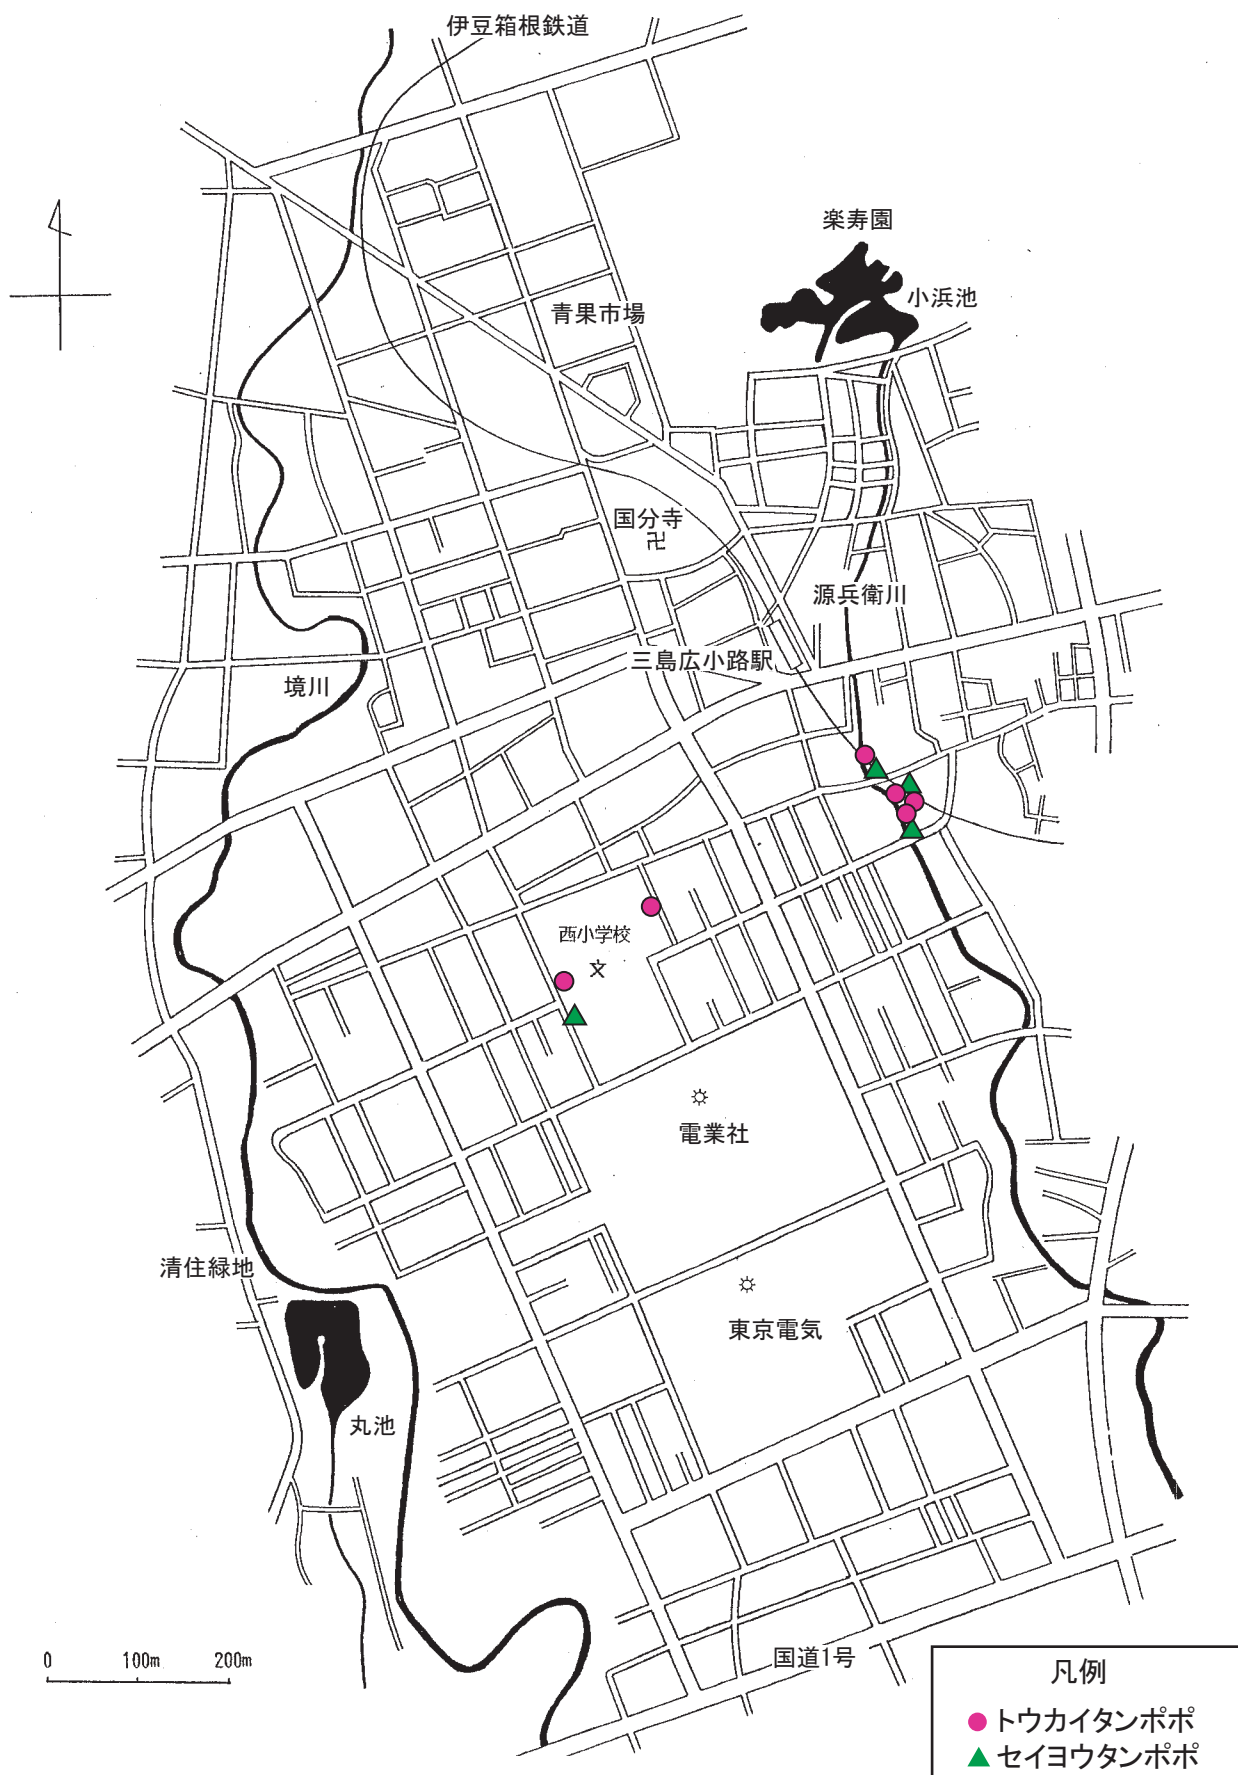 伊豆箱根鉄道
楽寿園
小浜池
青果市場
国分寺
卍
源兵衛川
三島広小路駅
境川
西小学校
文
電業社
清住緑地
東京電気
丸池
0 100m 200m
国道1号
凡例
トウカイタンポポ
セイヨウタンポポ